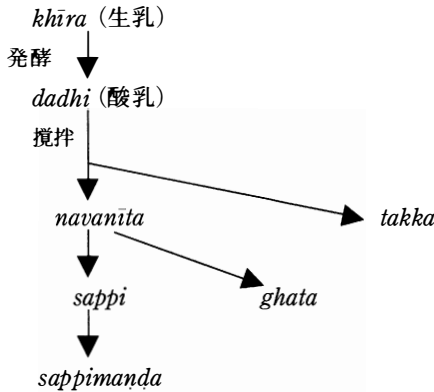 khīra (生乳)
発酵
dadhi (酸乳)
攪拌
navanīta takka
sappi ghata
sappimaṇḍa